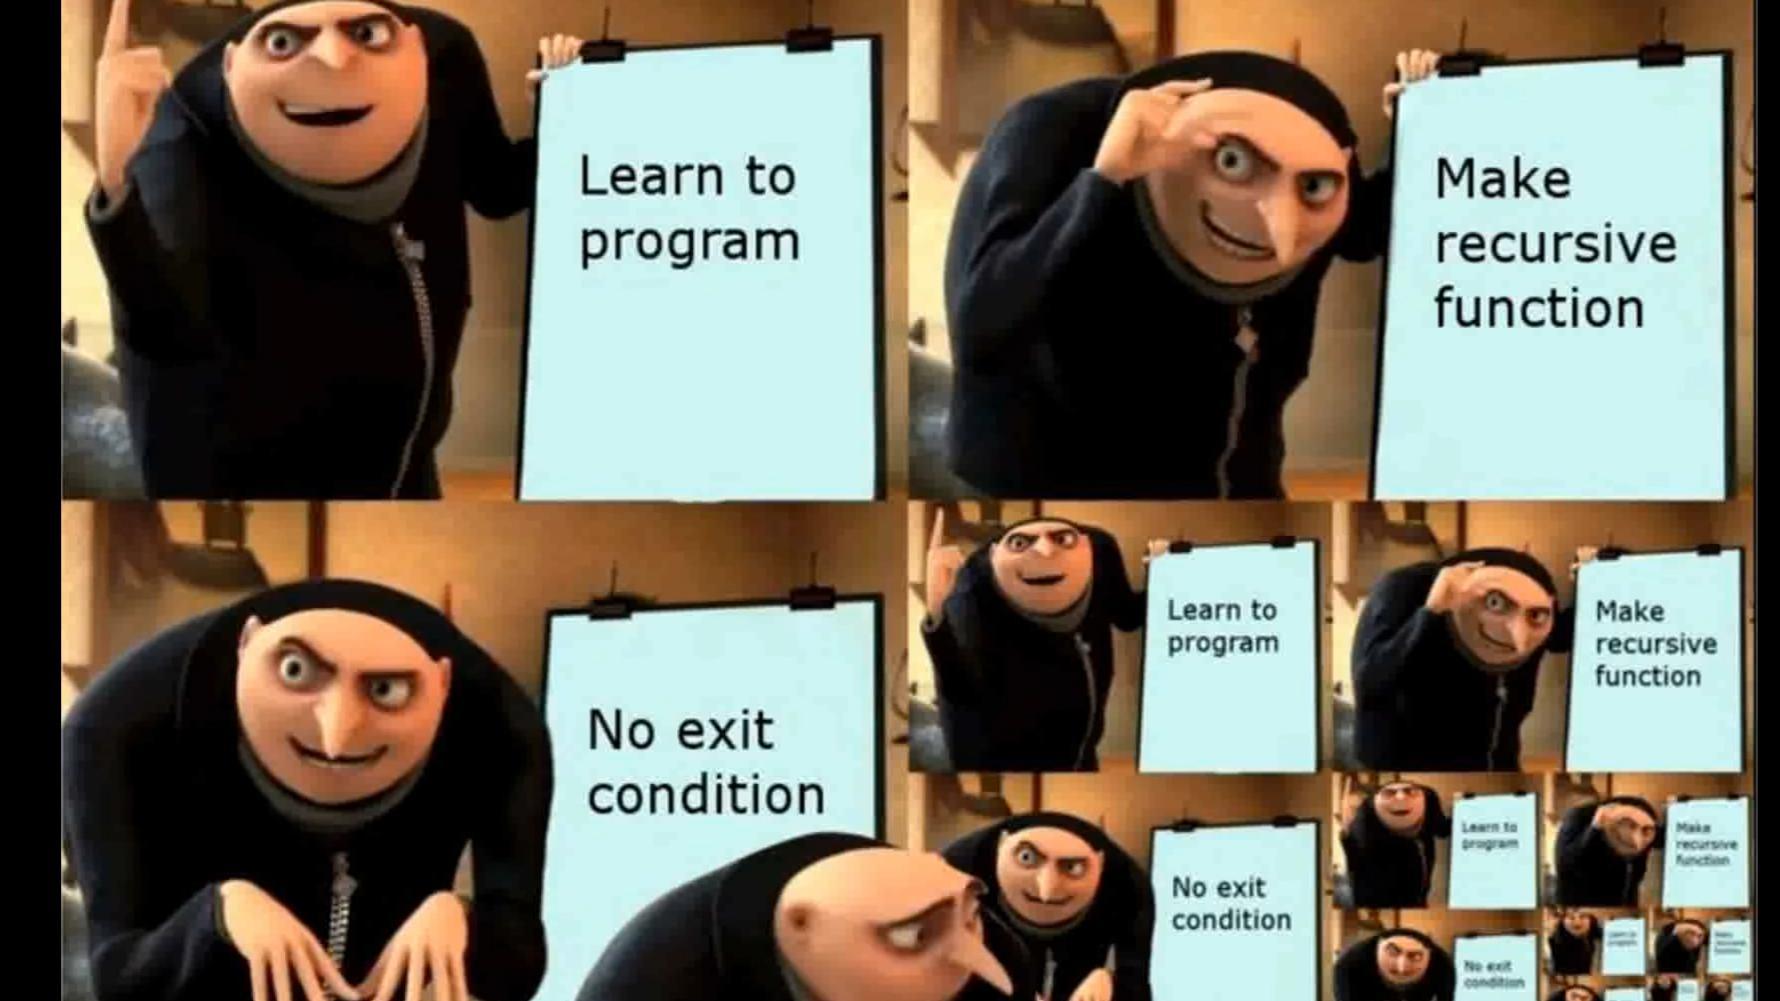 Learn to
program
Make
recursive
function
No exit
condition
Learn to
program
Make
recursive
function
No exit
condition
Learn to
program
Make
recursive
function
No exit
condition